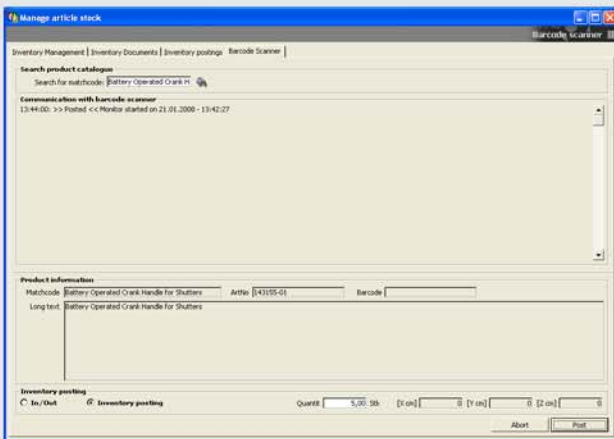 Manage article stock
Barcode scanner
Inventory Management | Inventory Documents | Inventory postings | Barcode Scanner
Search product catalogue
Search for matchcode: Battery Operated Crank H
Communication with barcode scanner
13:44:00: >> Posted << Monitor started on 21.01.2008 - 13:42:27
Product information
Matchcode Battery Operated Crank Handle for Shutters ArtNo 143155-01 Barcode
Long text Battery Operated Crank Handle for Shutters
Inventory posting
In/Out Inventory posting Quantit 5,00 Stk [X cm] 0 [Y cm] 0 [Z cm] 0
Abort Post